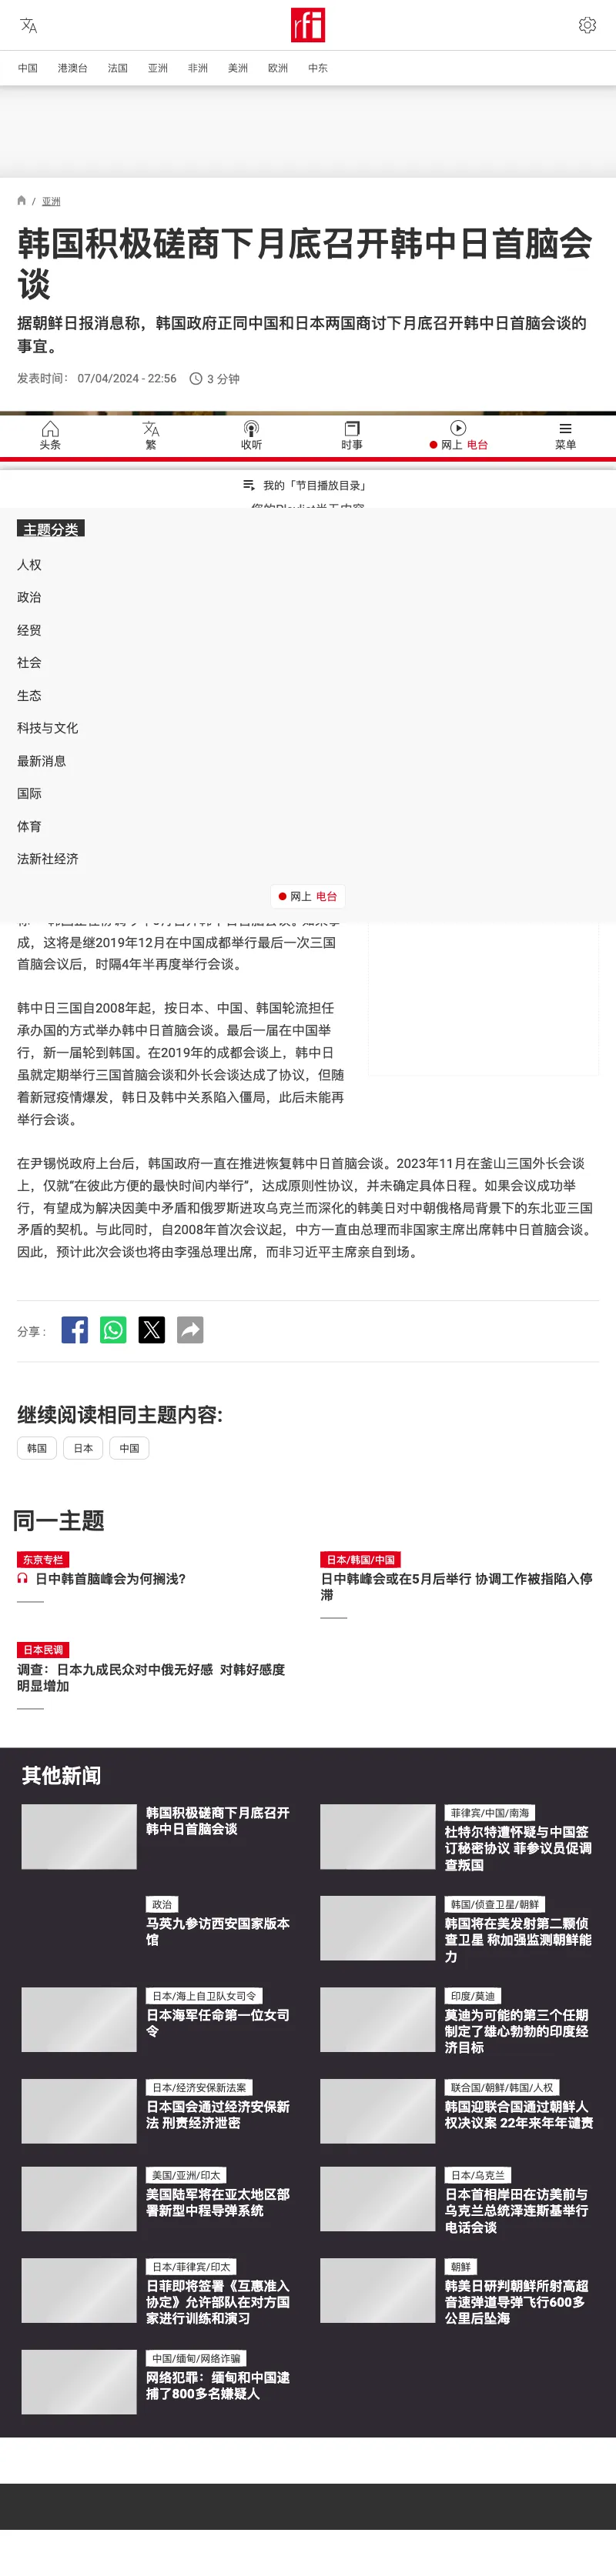 rfi
中国 港澳台 法国 亚洲 非洲 美洲 欧洲 中东
/ 亚洲
韩国积极磋商下月底召开韩中日首脑会
谈
据朝鲜日报消息称，韩国政府正同中国和日本两国商讨下月底召开韩中日首脑会谈的
事宜。
发表时间： 07/04/2024 - 22:56 3 分钟
头条 繁 收听 时事 网上 电台 菜单
我的「节目播放目录」
主题分类
人权
政治
经贸
社会
生态
科技与文化
最新消息
国际
体育
法新社经济
网上 电台
成，这将是继2019年12月在中国成都举行最后一次三国
首脑会议后，时隔4年半再度举行会谈。
韩中日三国自2008年起，按日本、中国、韩国轮流担任
承办国的方式举办韩中日首脑会谈。最后一届在中国举
行，新一届轮到韩国。在2019年的成都会谈上，韩中日
虽就定期举行三国首脑会谈和外长会谈达成了协议，但随
着新冠疫情爆发，韩日及韩中关系陷入僵局，此后未能再
举行会谈。
在尹锡悦政府上台后，韩国政府一直在推进恢复韩中日首脑会谈。2023年11月在釜山三国外长会谈
上，仅就“在彼此方便的最快时间内举行”，达成原则性协议，并未确定具体日程。如果会议成功举
行，有望成为解决因美中矛盾和俄罗斯进攻乌克兰而深化的韩美日对中朝俄格局背景下的东北亚三国
矛盾的契机。与此同时，自2008年首次会议起，中方一直由总理而非国家主席出席韩中日首脑会谈。
因此，预计此次会谈也将由李强总理出席，而非习近平主席亲自到场。
分享 :
继续阅读相同主题内容:
韩国 日本 中国
同一主题
东京专栏
日中韩首脑峰会为何搁浅?
日本/韩国/中国
日中韩峰会或在5月后举行 协调工作被指陷入停
滞
日本民调
调查：日本九成民众对中俄无好感 对韩好感度
明显增加
其他新闻
韩国积极磋商下月底召开
韩中日首脑会谈
菲律宾/中国/南海
杜特尔特遭怀疑与中国签
订秘密协议 菲参议员促调
查叛国
政治
马英九参访西安国家版本
馆
韩国/侦查卫星/朝鲜
韩国将在美发射第二颗侦
查卫星 称加强监测朝鲜能
力
日本/海上自卫队女司令
日本海军任命第一位女司
令
印度/莫迪
莫迪为可能的第三个任期
制定了雄心勃勃的印度经
济目标
日本/经济安保新法案
日本国会通过经济安保新
法 刑责经济泄密
联合国/朝鲜/韩国/人权
韩国迎联合国通过朝鲜人
权决议案 22年来年年谴责
美国/亚洲/印太
美国陆军将在亚太地区部
署新型中程导弹系统
日本/乌克兰
日本首相岸田在访美前与
乌克兰总统泽连斯基举行
电话会谈
日本/菲律宾/印太
日菲即将签署《互惠准入
协定》允许部队在对方国
家进行训练和演习
朝鲜
韩美日研判朝鲜所射高超
音速弹道导弹飞行600多
公里后坠海
中国/缅甸/网络诈骗
网络犯罪：缅甸和中国逮
捕了800多名嫌疑人